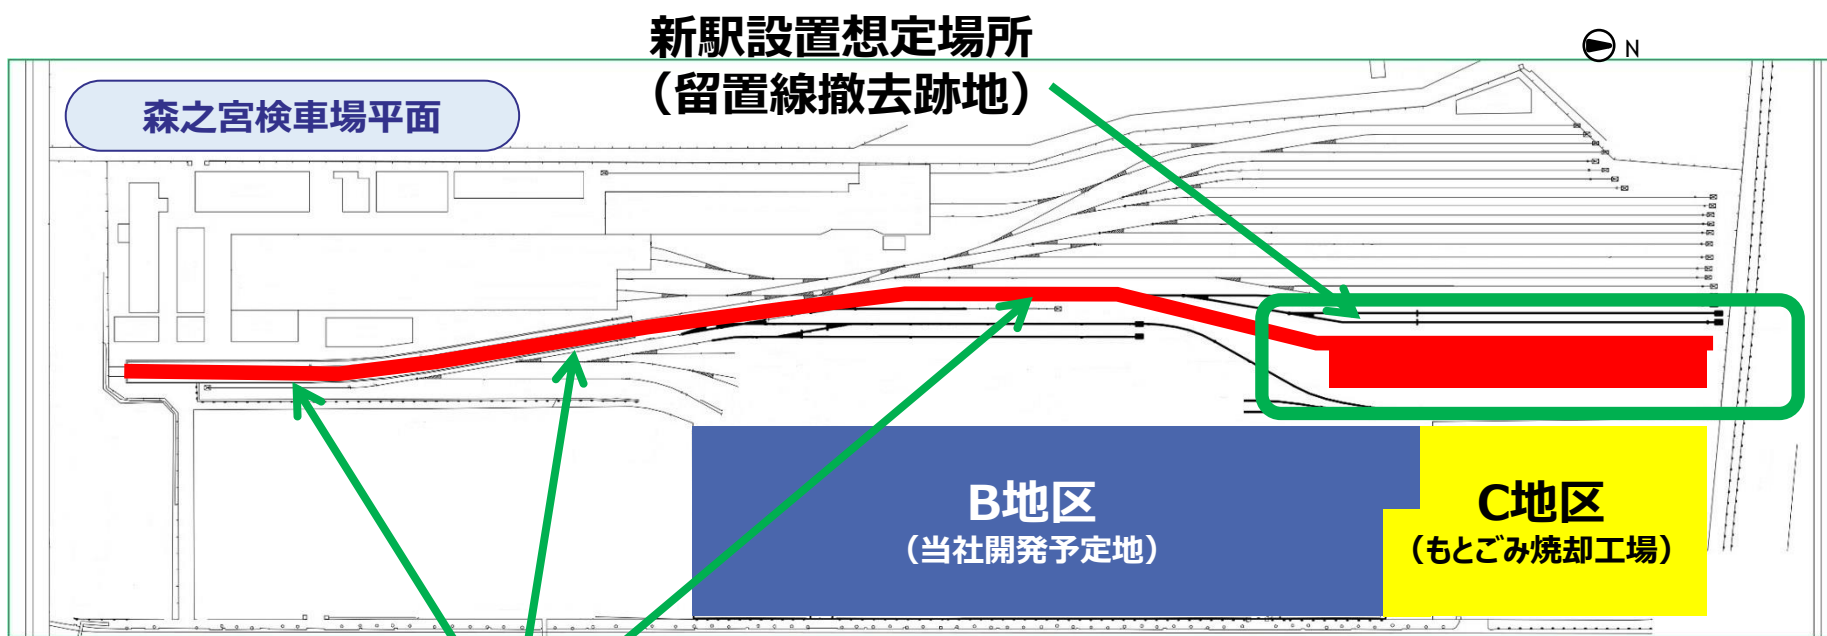 新駅設置想定場所
（留置線撤去跡地）
N
森之宮検車場平面
B地区
（当社開発予定地）
C地区
（もとごみ焼却工場）